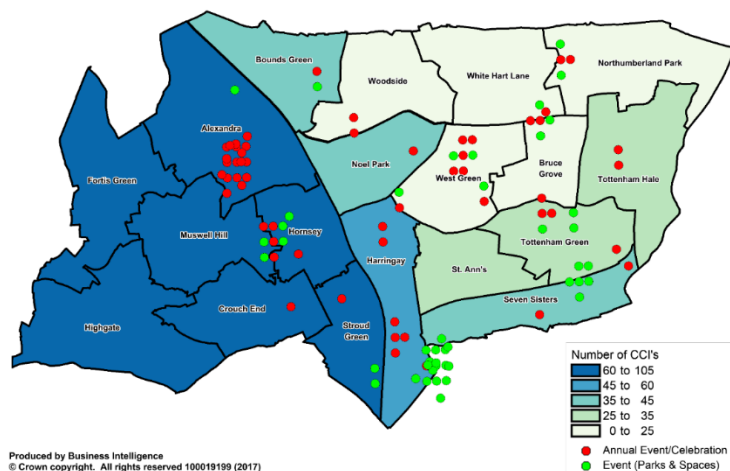 Bounds Green
Woodside
White Hart Lane
Northumberland Park
Alexandra
Fortis Green
Noel Park
West Green
Bruce
Grove
Tottenham Hale
Muswell Hill
Hornsey
Harringay
Tottenham Green
St. Ann's
Seven Sisters
Crouch End
Highgate
Stroud
Green
Number of CCI's
60 to 105
45 to 60
35 to 45
25 to 35
0 to 25
Annual Event/Celebration
Event (Parks & Spaces)
Produced by Business Intelligence
© Crown copyright. All rights reserved 100019199 (2017)